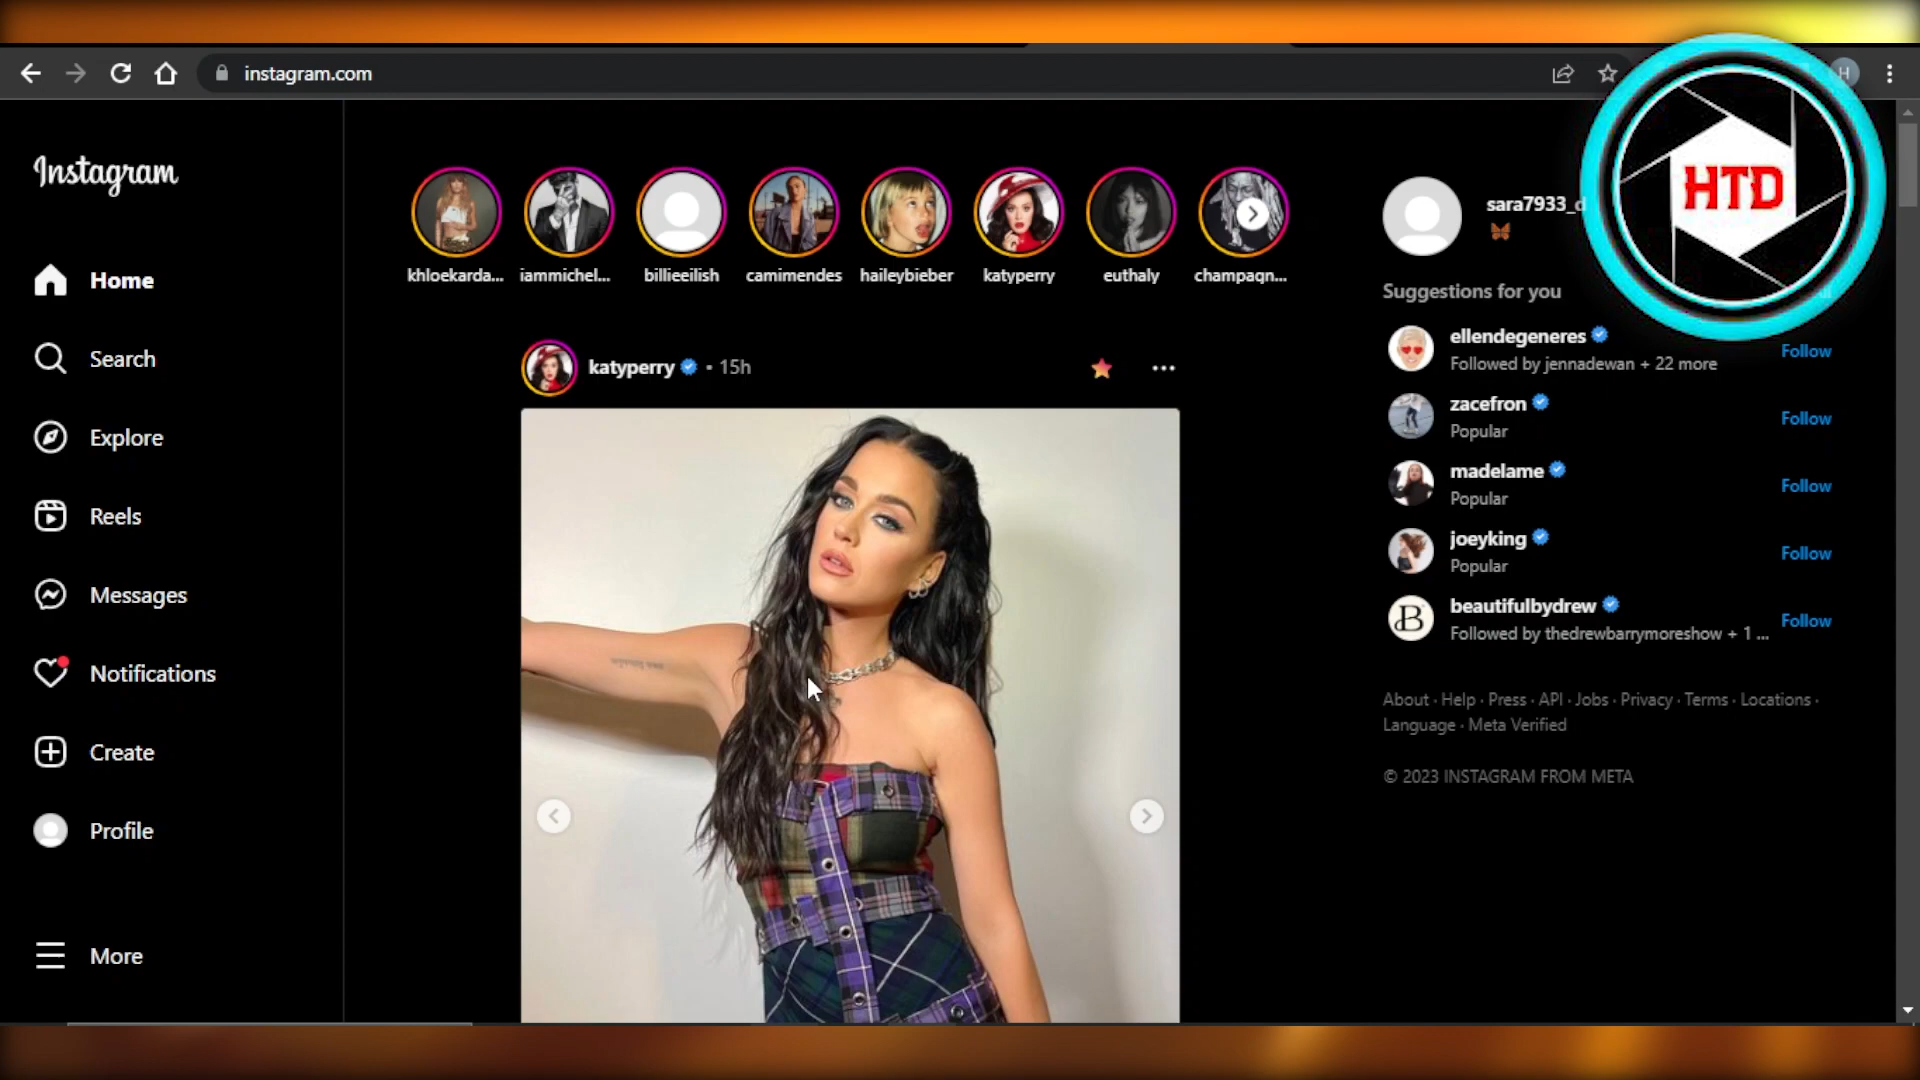 instagram.com
H
HTD
Instagram
Home
Search
Explore
Reels
Messages
Notifications
Create
Profile
More
khloekarda...
iammichel...
billieeilish
camimendes
haileybieber
katyperry
euthaly
champagn...
katyperry • 15h
sara7933_d
Suggestions for you
ellendegeneres
Followed by jennadewan + 22 more
Follow
zacefron
Popular
Follow
madelame
Popular
Follow
joeyking
Popular
Follow
B
beautifulbydrew
Followed by thedrewbarrymoreshow + 1 ...
Follow
About · Help · Press · API · Jobs · Privacy · Terms · Locations ·
Language · Meta Verified
© 2023 INSTAGRAM FROM META